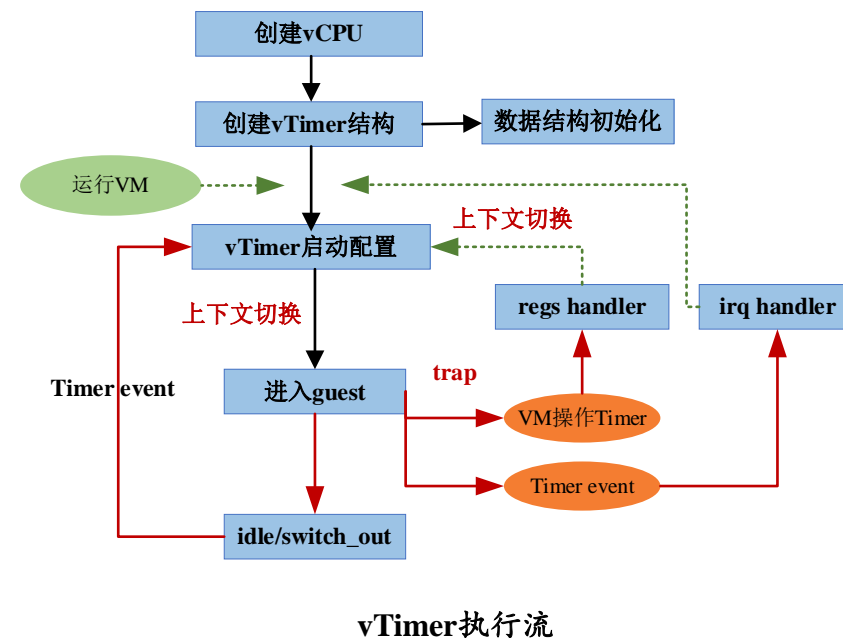 创建vCPU
创建vTimer结构
数据结构初始化
运行VM
上下文切换
vTimer启动配置
regs handler
irq handler
上下文切换
Timer event
进入guest
trap
VM操作Timer
Timer event
idle/switch_out
vTimer执行流